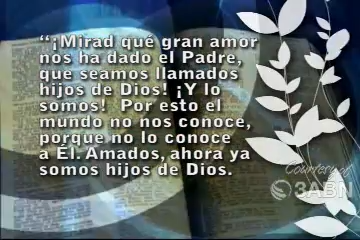 “¡Mirad qué gran amor
nos ha dado el Padre,
que seamos llamados
hijos de Dios! ¡Y lo
somos! Por esto el
mundo no nos conoce,
porque no lo conoce
a Él. Amados, ahora ya
somos hijos de Dios.
Courtesy of
3ABN